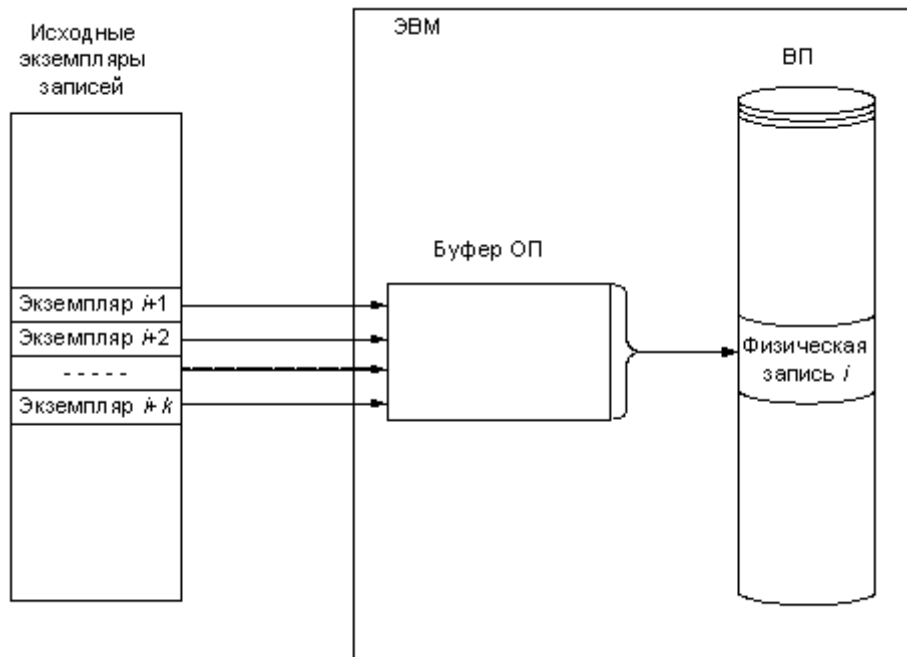 Исходные
экземпляры
записей
ЭВМ
ВП
Буфер ОП
Экземпляр i+1
Экземпляр i+2
- - - - -
Экземпляр i+k
Физическая
запись i